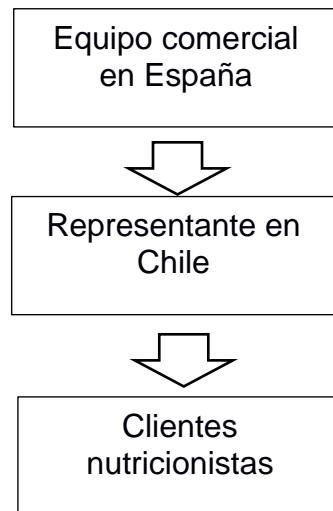 Equipo comercial
en España
Representante en
Chile
Clientes
nutricionistas